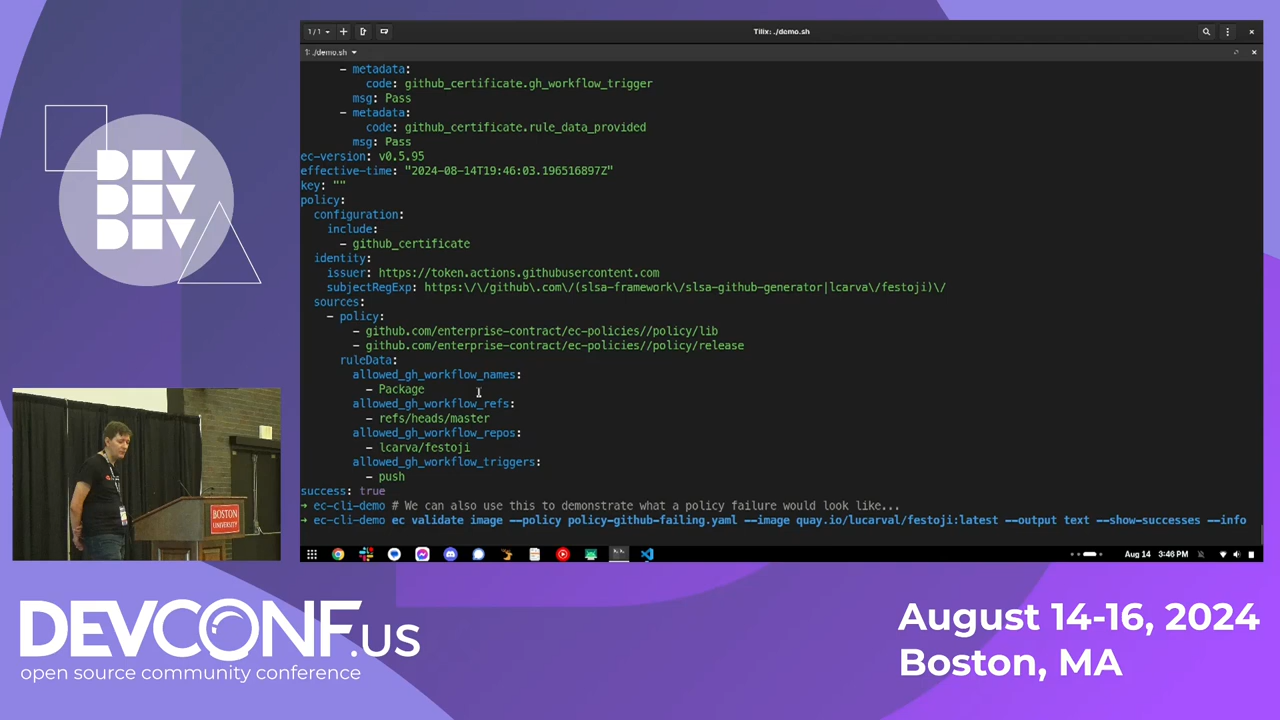 1 / 1
Tilix: ./demo.sh
1: ./demo.sh
- metadata:
code: github_certificate.gh_workflow_trigger
msg: Pass
- metadata:
code: github_certificate.rule_data_provided
msg: Pass
ec-version: v0.5.95
effective-time: "2024-08-14T19:46:03.196516897Z"
key: ""
policy:
configuration:
include:
- github_certificate
identity:
issuer: https://token.actions.githubusercontent.com
subjectRegExp: https:\/\/github\.com\/(slsa-framework\/slsa-github-generator|lcarva\/festoji)\/
sources:
- policy:
- github.com/enterprise-contract/ec-policies//policy/lib
- github.com/enterprise-contract/ec-policies//policy/release
ruleData:
allowed_gh_workflow_names:
- Package
allowed_gh_workflow_refs:
- refs/heads/master
allowed_gh_workflow_repos:
- lcarva/festoji
allowed_gh_workflow_triggers:
- push
success: true
→ ec-cli-demo # We can also use this to demonstrate what a policy failure would look like...
→ ec-cli-demo ec validate image --policy policy-github-failing.yaml --image quay.io/lucarval/festoji:latest --output text --show-successes --info
Aug 14 3:46 PM
DEV
DEV
DEV
BOSTON
UNIVERSITY
DEVCONF.US
open source community conference
August 14-16, 2024
Boston, MA